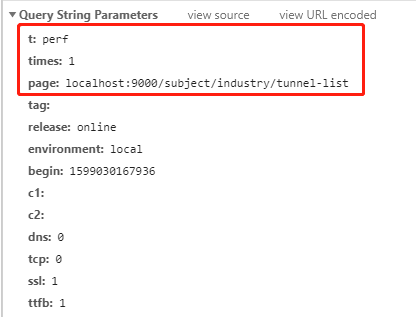 ▼Query String Parameters view source view URL encoded
t: perf
times: 1
page: localhost:9000/subject/industry/tunnel-list
tag:
release: online
environment: local
begin: 1599030167936
c1:
c2:
dns: 0
tcp: 0
ssl: 1
ttfb: 1